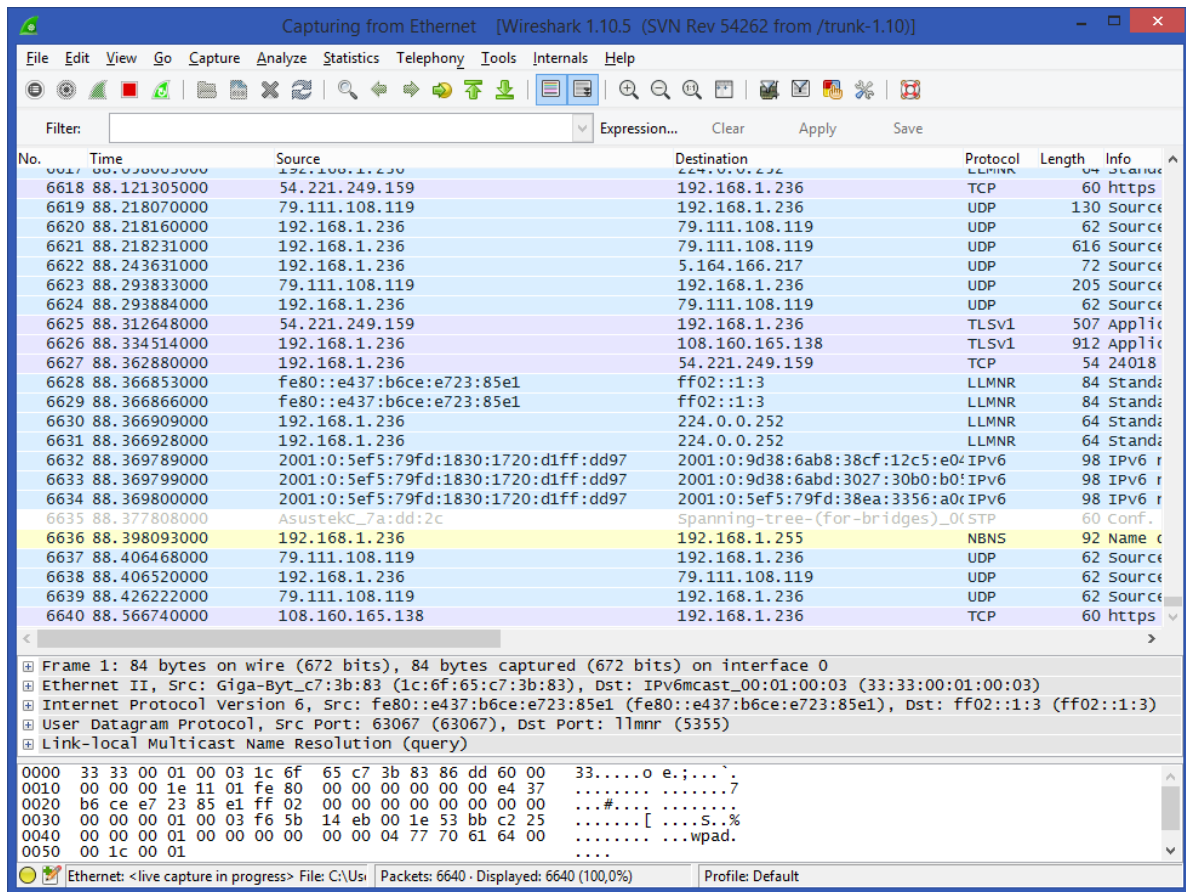 Capturing from Ethernet [Wireshark 1.10.5 (SVN Rev 54262 from /trunk-1.10)]
File Edit View Go Capture Analyze Statistics Telephony Tools Internals Help
Filter: Expression... Clear Apply Save
No. Time Source Destination Protocol Length Info
6618 88.121305000 54.221.249.159 192.168.1.236 TCP 60 https
6619 88.218070000 79.111.108.119 192.168.1.236 UDP 130 Source
6620 88.218160000 192.168.1.236 79.111.108.119 UDP 62 Source
6621 88.218231000 192.168.1.236 79.111.108.119 UDP 616 Source
6622 88.243631000 192.168.1.236 5.164.166.217 UDP 72 Source
6623 88.293833000 79.111.108.119 192.168.1.236 UDP 205 Source
6624 88.293884000 192.168.1.236 79.111.108.119 UDP 62 Source
6625 88.312648000 54.221.249.159 192.168.1.236 TLSv1 507 Applic
6626 88.334514000 192.168.1.236 108.160.165.138 TLSv1 912 Applic
6627 88.362880000 192.168.1.236 54.221.249.159 TCP 54 24018
6628 88.366853000 fe80::e437:b6ce:e723:85e1 ff02::1:3 LLMNR 84 Standa
6629 88.366866000 fe80::e437:b6ce:e723:85e1 ff02::1:3 LLMNR 84 Standa
6630 88.366909000 192.168.1.236 224.0.0.252 LLMNR 64 Standa
6631 88.366928000 192.168.1.236 224.0.0.252 LLMNR 64 Standa
6632 88.369789000 2001:0:5ef5:79fd:1830:1720:d1ff:dd97 2001:0:9d38:6ab8:38cf:12c5:e04 IPv6 98 IPv6 r
6633 88.369799000 2001:0:5ef5:79fd:1830:1720:d1ff:dd97 2001:0:9d38:6abd:3027:30b0:b05 IPv6 98 IPv6 r
6634 88.369800000 2001:0:5ef5:79fd:1830:1720:d1ff:dd97 2001:0:5ef5:79fd:38ea:3356:a0c IPv6 98 IPv6 r
6635 88.377808000 AsustekC_7a:dd:2c Spanning-tree-(for-bridges)_0( STP 60 Conf.
6636 88.398093000 192.168.1.236 192.168.1.255 NBNS 92 Name
6637 88.406468000 79.111.108.119 192.168.1.236 UDP 62 Source
6638 88.406520000 192.168.1.236 79.111.108.119 UDP 62 Source
6639 88.426222000 79.111.108.119 192.168.1.236 UDP 62 Source
6640 88.566740000 108.160.165.138 192.168.1.236 TCP 60 https
Frame 1: 84 bytes on wire (672 bits), 84 bytes captured (672 bits) on interface 0
Ethernet II, Src: Giga-Byt_c7:3b:83 (1c:6f:65:c7:3b:83), Dst: IPv6mcast_00:01:00:03 (33:33:00:01:00:03)
Internet Protocol Version 6, Src: fe80::e437:b6ce:e723:85e1 (fe80::e437:b6ce:e723:85e1), Dst: ff02::1:3 (ff02::1:3)
User Datagram Protocol, Src Port: 63067 (63067), Dst Port: llmnr (5355)
Link-local Multicast Name Resolution (query)
0000 33 33 00 01 00 03 1c 6f 65 c7 3b 83 86 dd 60 00 33.....o e.;...`.
0010 00 00 00 1e 11 01 fe 80 00 00 00 00 00 00 e4 37 ........ .......7
0020 b6 ce e7 23 85 e1 ff 02 00 00 00 00 00 00 00 00 ...#.... ........
0030 00 00 00 01 00 03 f6 5b 14 eb 00 1e 53 bb c2 25 .......[ ....S..%
0040 00 00 00 01 00 00 00 00 00 00 04 77 70 61 64 00 ........ ...wpad.
0050 00 1c 00 01 ....
Ethernet: <live capture in progress> File: C:\Use Packets: 6640 · Displayed: 6640 (100,0%) Profile: Default